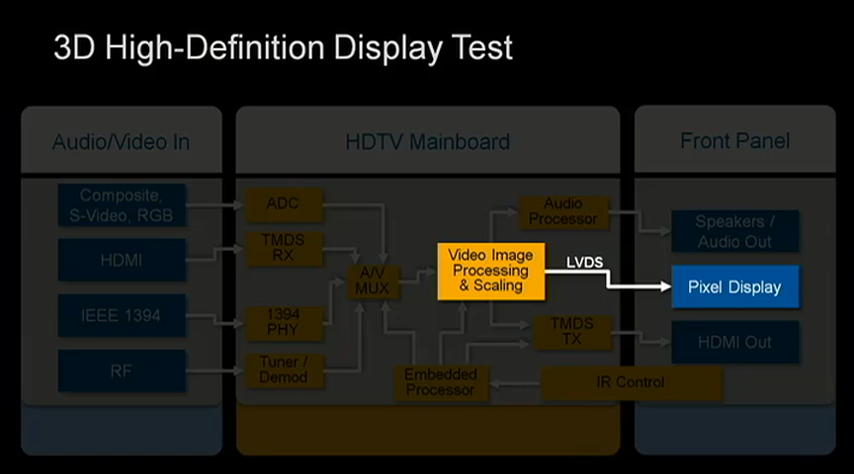 3D High-Definition Display Test
Audio/Video In
HDTV Mainboard
Front Panel
Composite,
S-Video, RGB
HDMI
IEEE 1394
RF
ADC
TMDS
RX
1394
PHY
Tuner /
Demod
A/V
MUX
Video Image
Processing
& Scaling
Embedded
Processor
Audio
Processor
LVDS
TMDS
TX
IR Control
Speakers /
Audio Out
Pixel Display
HDMI Out